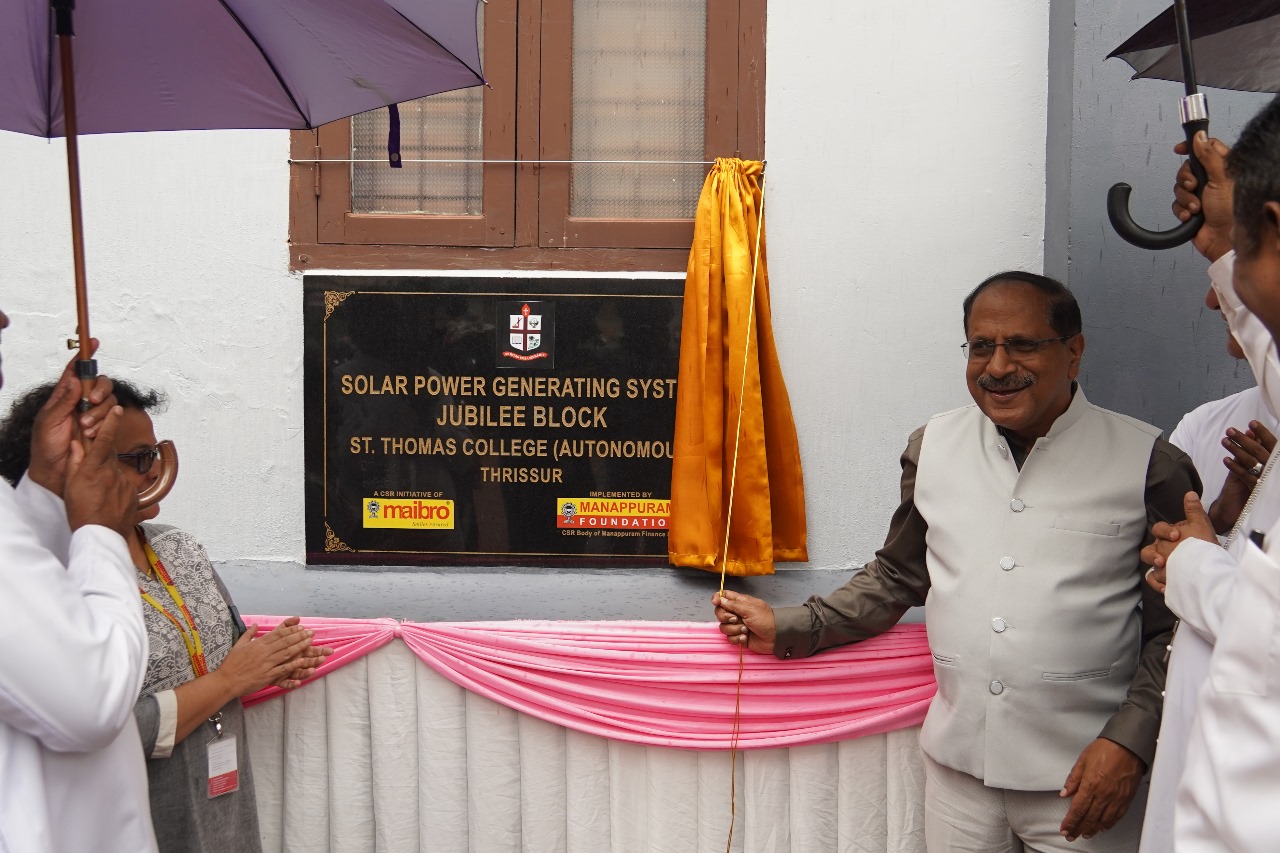 SOLAR POWER GENERATING SYST
JUBILEE BLOCK
ST. THOMAS COLLEGE (AUTONOMOU
THRISSUR
A CSR INITIATIVE OF
maibro
IMPLEMENTED BY
MANAPPURAM
FOUNDATION
CSR Body of Manappuram Finance